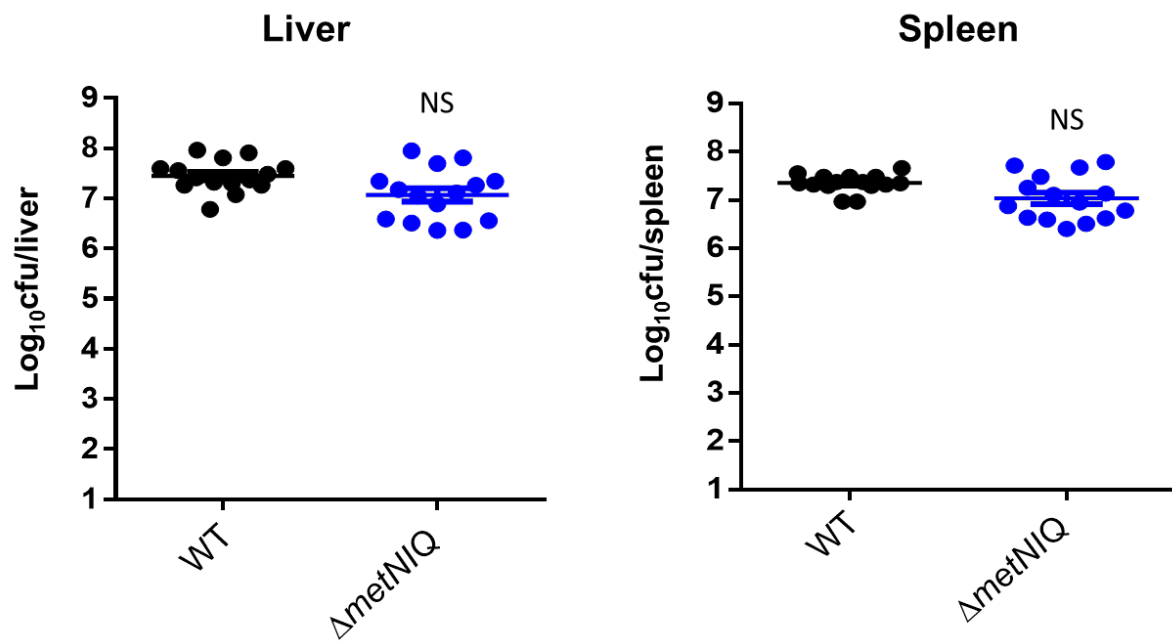 Liver
Log₁₀cfu/liver
9
8
7
6
5
4
3
2
1
NS
WT
ΔmetNIQ
Spleen
Log₁₀cfu/spleen
9
8
7
6
5
4
3
2
1
NS
WT
ΔmetNIQ